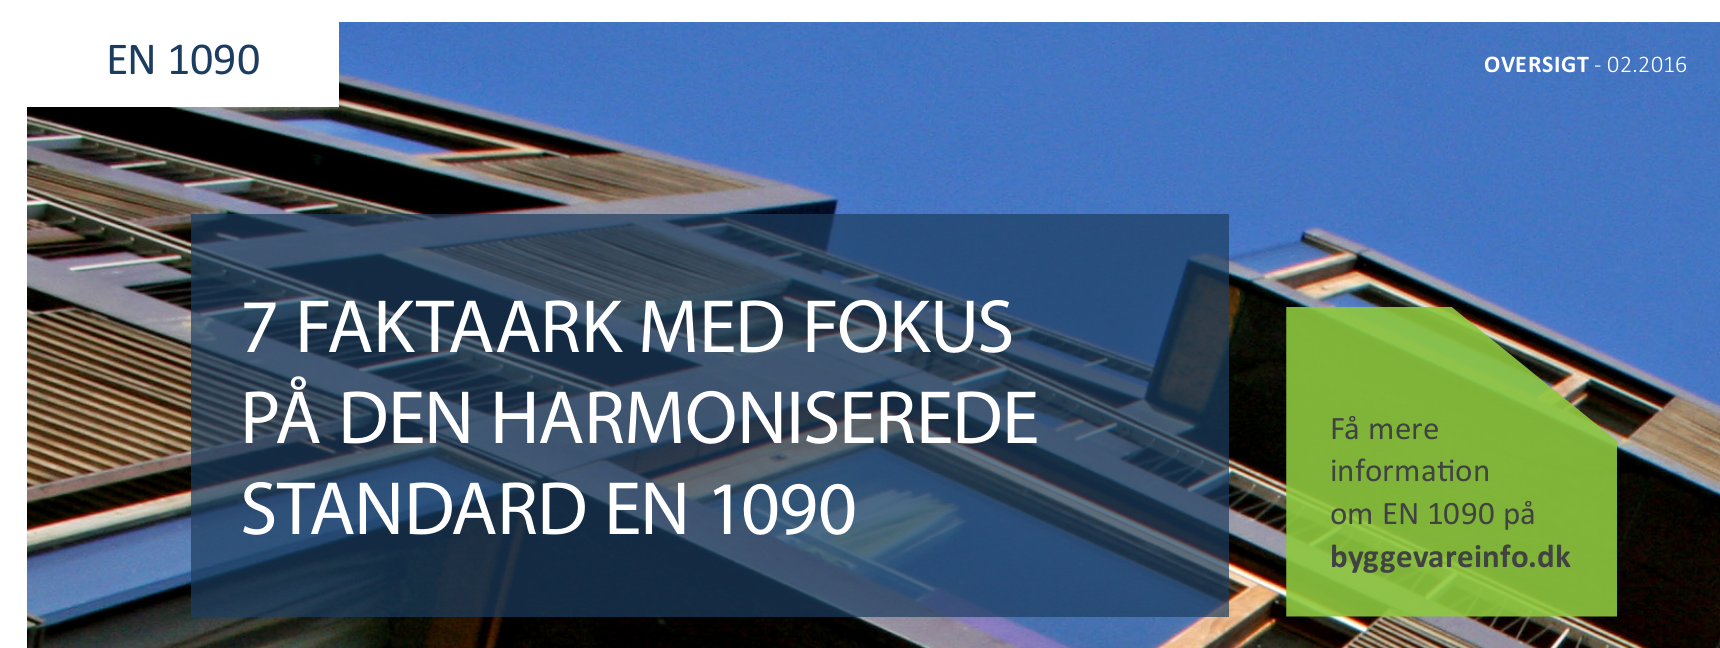 EN 1090
OVERSIGT - 02.2016
7 FAKTAARK MED FOKUS
PÅ DEN HARMONISEREDE
STANDARD EN 1090
Få mere
information
om EN 1090 på
byggevareinfo.dk